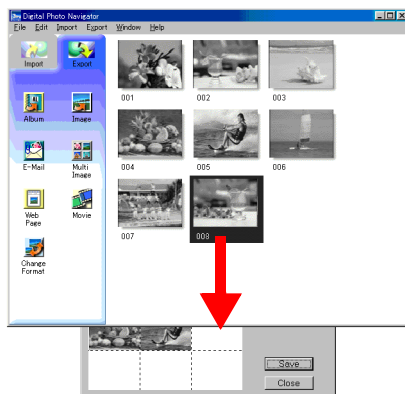 Digital Photo Navigator
File Edit Import Export Window Help
Import Export
001 002 003
Album Image
004 005 006
E-Mail Multi Image
007 008
Web Page Movie
Change Format
Save
Close